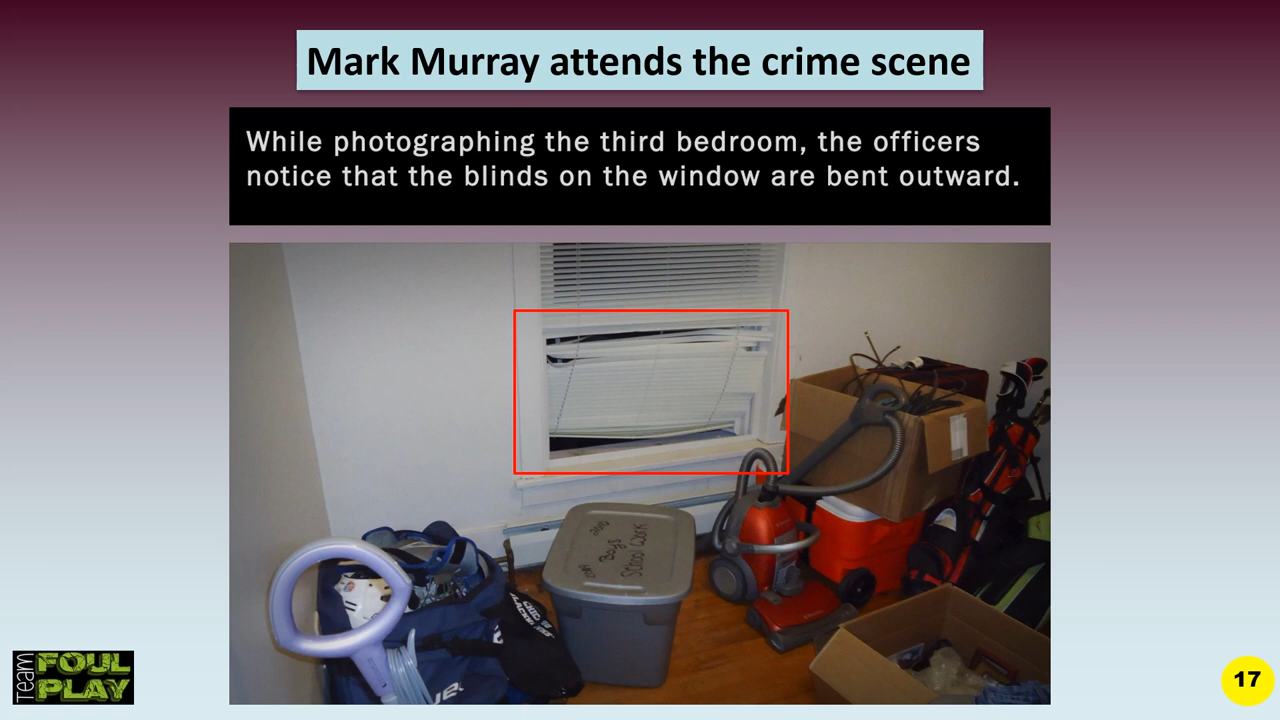 Mark Murray attends the crime scene
While photographing the third bedroom, the officers
notice that the blinds on the window are bent outward.
Boys
School Work
team
FOUL
PLAY
17